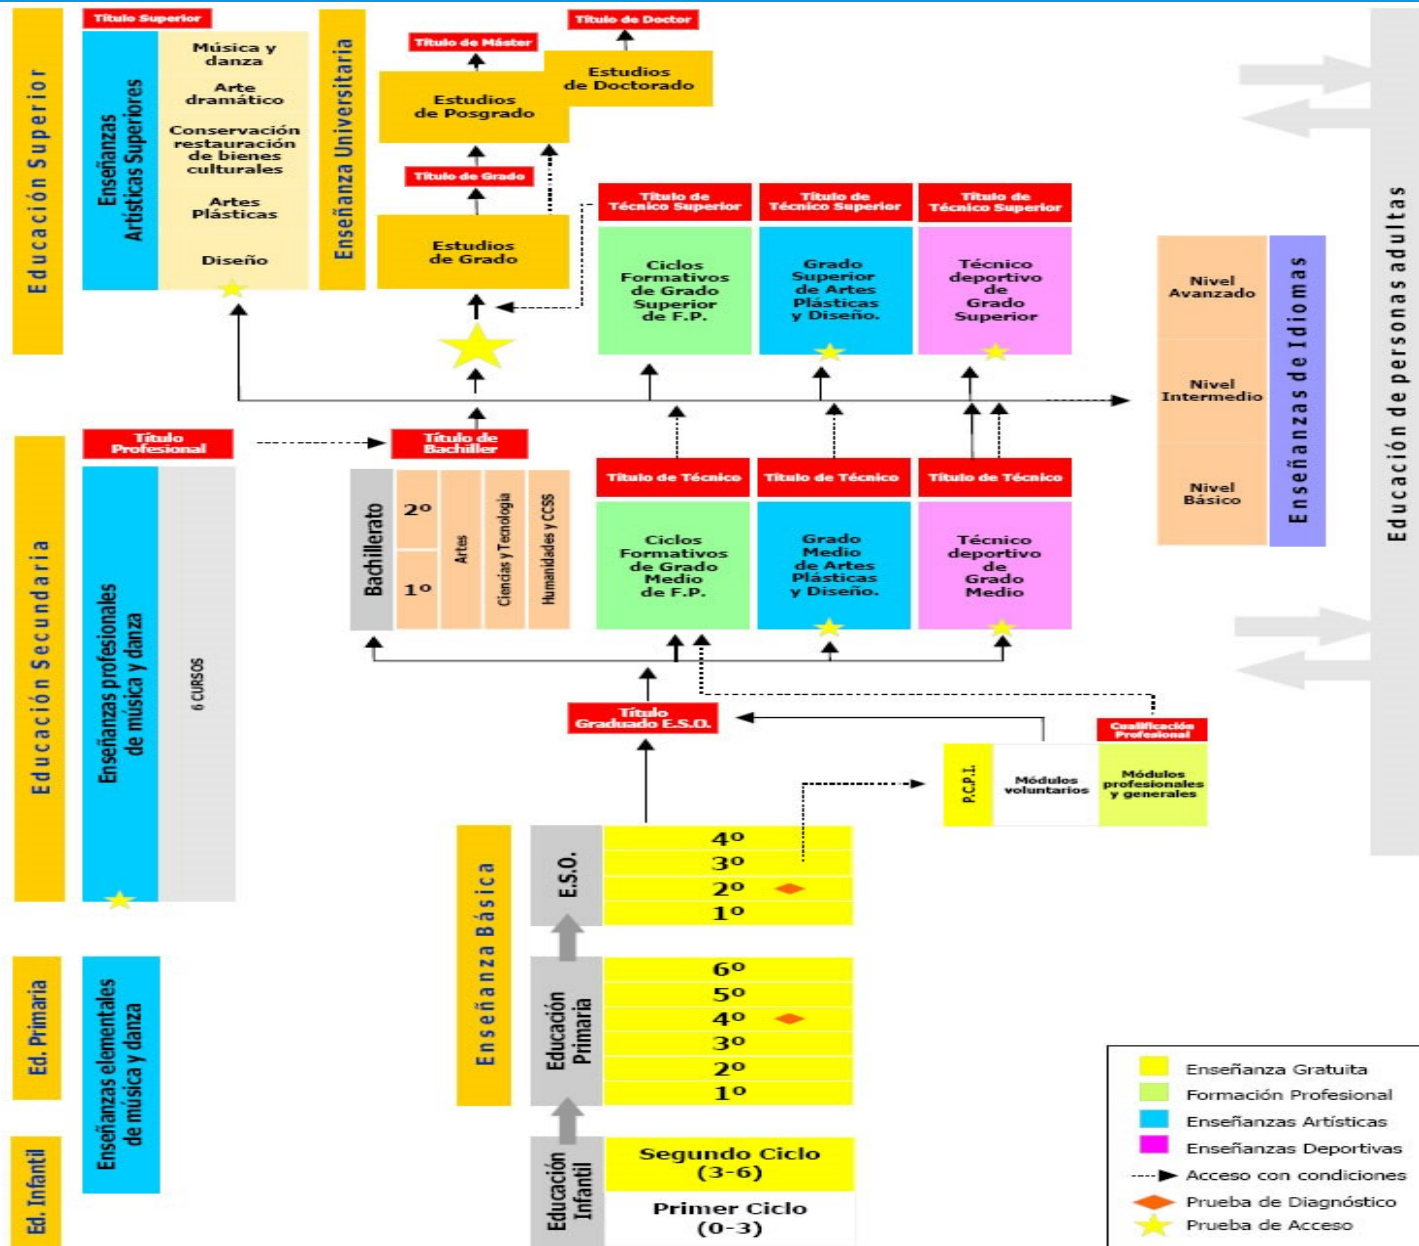 Título Superior
Título de Doctor
Título de Máster
Educación Superior
Enseñanzas
Artísticas Superiores
Música y
danza
Arte
dramático
Conservación
restauración
de bienes
culturales
Artes
Plásticas
Diseño
Enseñanza Universitaria
Estudios
de Posgrado
Estudios
de Doctorado
Título de Grado
Estudios
de Grado
Título de
Técnico Superior
Título de
Técnico Superior
Título de
Técnico Superior
Ciclos
Formativos
de Grado
Superior
de F.P.
Grado
Superior
de Artes
Plásticas
y Diseño.
Técnico
deportivo
de
Grado
Superior
Nivel
Avanzado
Nivel
Intermedio
Nivel
Básico
Enseñanzas de Idiomas
Educación de personas adultas
Educación Secundaria
Título
Profesional
Enseñanzas profesionales
de música y danza
6 CURSOS
Título de
Bachiller
Bachillerato
2º
1º
Artes
Ciencias y Tecnología
Humanidades y CCSS
Título de Técnico
Título de Técnico
Título de Técnico
Ciclos
Formativos
de Grado
Medio
de F.P.
Grado
Medio
de Artes
Plásticas
y Diseño.
Técnico
deportivo
de
Grado
Medio
Título
Graduado E.S.O.
Cualificación
Profesional
P.C.P.I.
Módulos
voluntarios
Módulos
profesionales
y generales
Enseñanza Básica
E.S.O.
4º
3º
2º
1º
Ed. Primaria
Enseñanzas elementales
de música y danza
Educación
Primaria
6º
5º
4º
3º
2º
1º
Ed. Infantil
Educación
Infantil
Segundo Ciclo
(3-6)
Primer Ciclo
(0-3)
Enseñanza Gratuita
Formación Profesional
Enseñanzas Artísticas
Enseñanzas Deportivas
Acceso con condiciones
Prueba de Diagnóstico
Prueba de Acceso